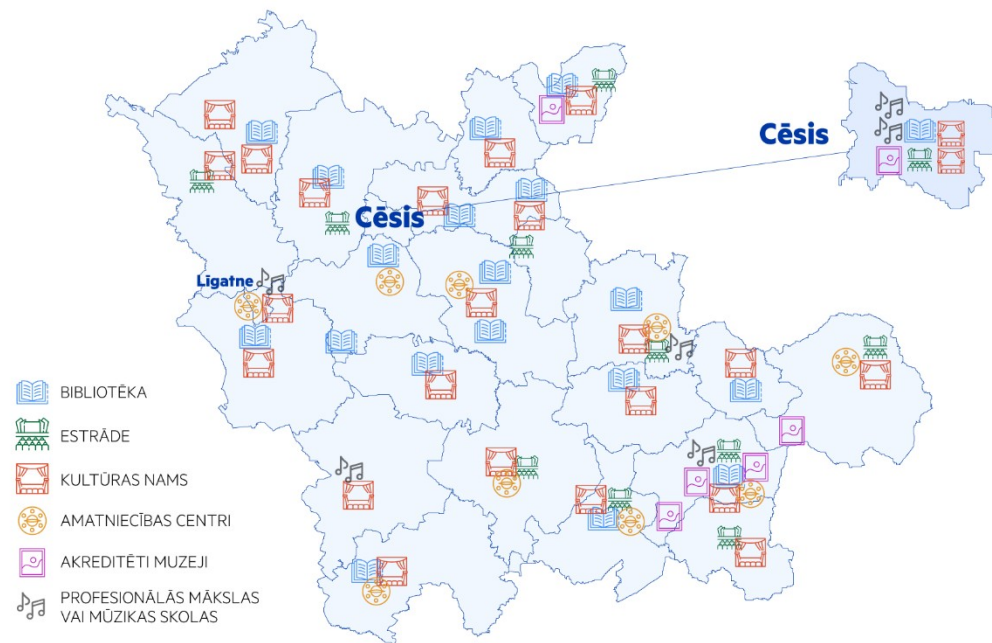 Cēsis
Cēsis
Līgatne
BIBLIOTĒKA
ESTRĀDE
KULTŪRAS NAMS
AMATNIECĪBAS CENTRI
AKREDITĒTI MUZEJI
PROFESIONĀLĀS MĀKSLAS
VAI MŪZIKAS SKOLAS